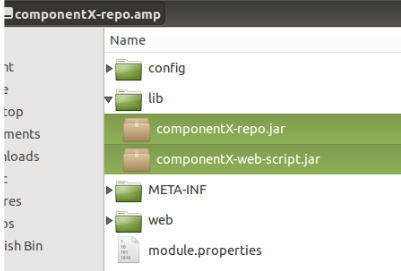 componentX-repo.amp
Name
config
lib
componentX-repo.jar
componentX-web-script.jar
META-INF
web
module.properties
nt
e
top
ments
nloads
c
res
os
ish Bin